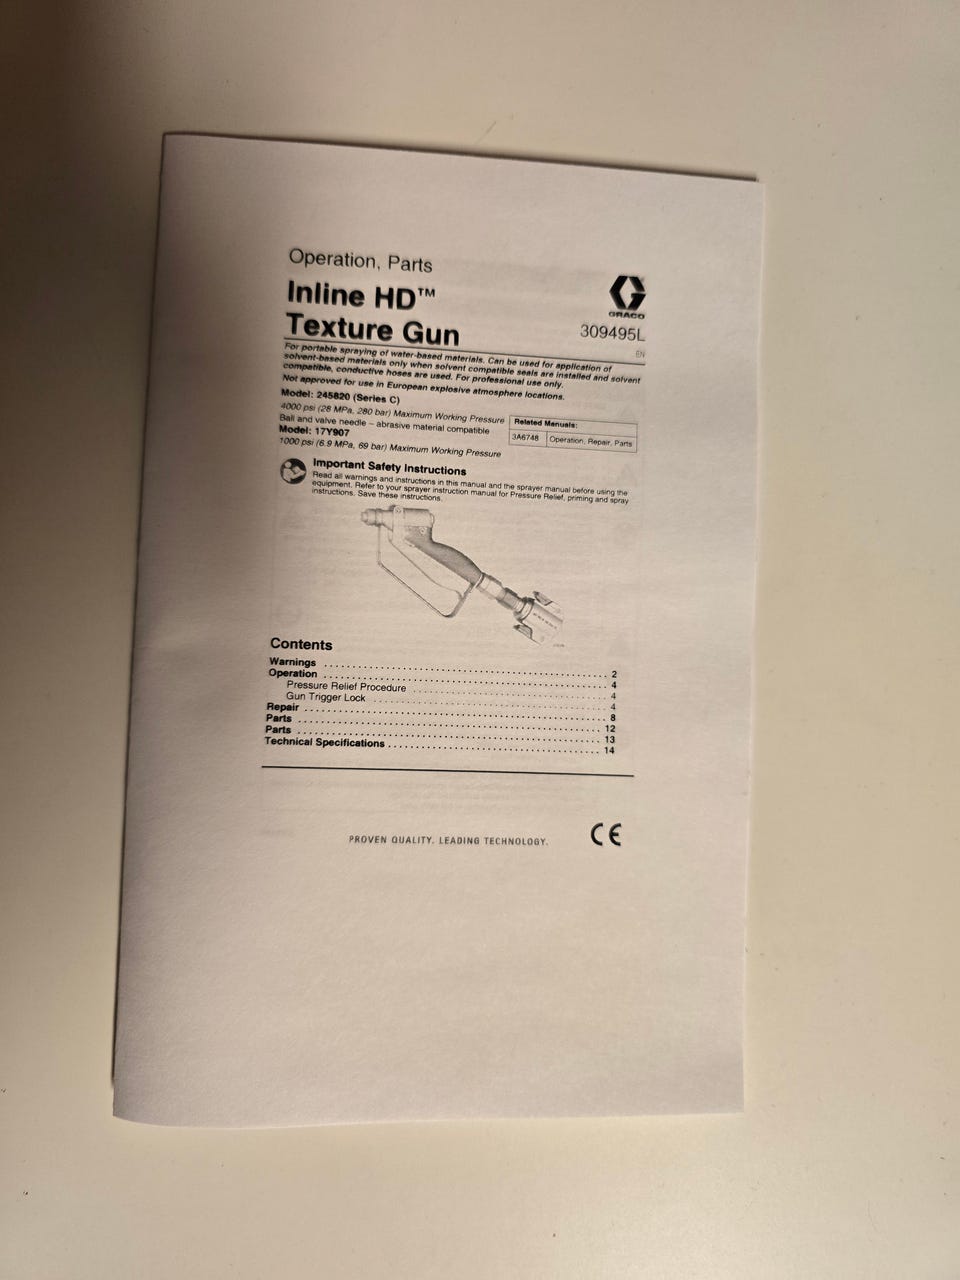 Operation, Parts
Inline HD™
Texture Gun
GRACO
309495L
EN
For portable spraying of water-based materials. Can be used for application of
solvent-based materials only when solvent compatible seals are installed and solvent
compatible, conductive hoses are used. For professional use only.
Not approved for use in European explosive atmosphere locations.
Model: 245820 (Series C)
4000 psi (28 MPa, 280 bar) Maximum Working Pressure
Ball and valve needle – abrasive material compatible
Model: 17Y907
1000 psi (6.9 MPa, 69 bar) Maximum Working Pressure
Related Manuals:
3A6748 Operation, Repair, Parts
Important Safety Instructions
Read all warnings and instructions in this manual and the sprayer manual before using the
equipment. Refer to your sprayer instruction manual for Pressure Relief, priming and spray
instructions. Save these instructions.
Contents
Warnings 2
Operation 4
Pressure Relief Procedure 4
Gun Trigger Lock 4
Repair 8
Parts 12
Parts 13
Technical Specifications 14
PROVEN QUALITY. LEADING TECHNOLOGY.
CE